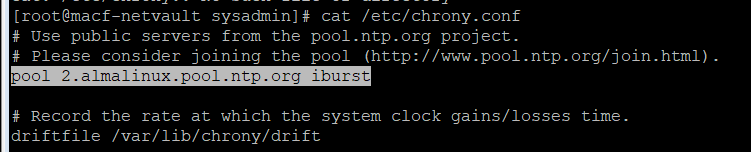 [root@macf-netvault sysadmin]# cat /etc/chrony.conf
# Use public servers from the pool.ntp.org project.
# Please consider joining the pool (http://www.pool.ntp.org/join.html).
pool 2.almalinux.pool.ntp.org iburst
# Record the rate at which the system clock gains/losses time.
driftfile /var/lib/chrony/drift